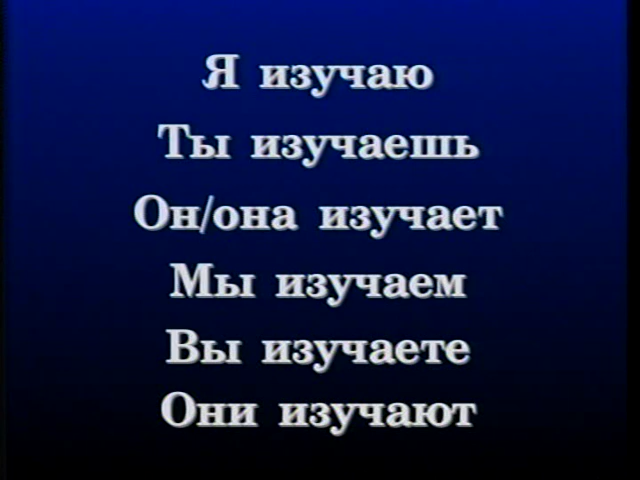 Я изучаю
Ты изучаешь
Он/она изучает
Мы изучаем
Вы изучаете
Они изучают